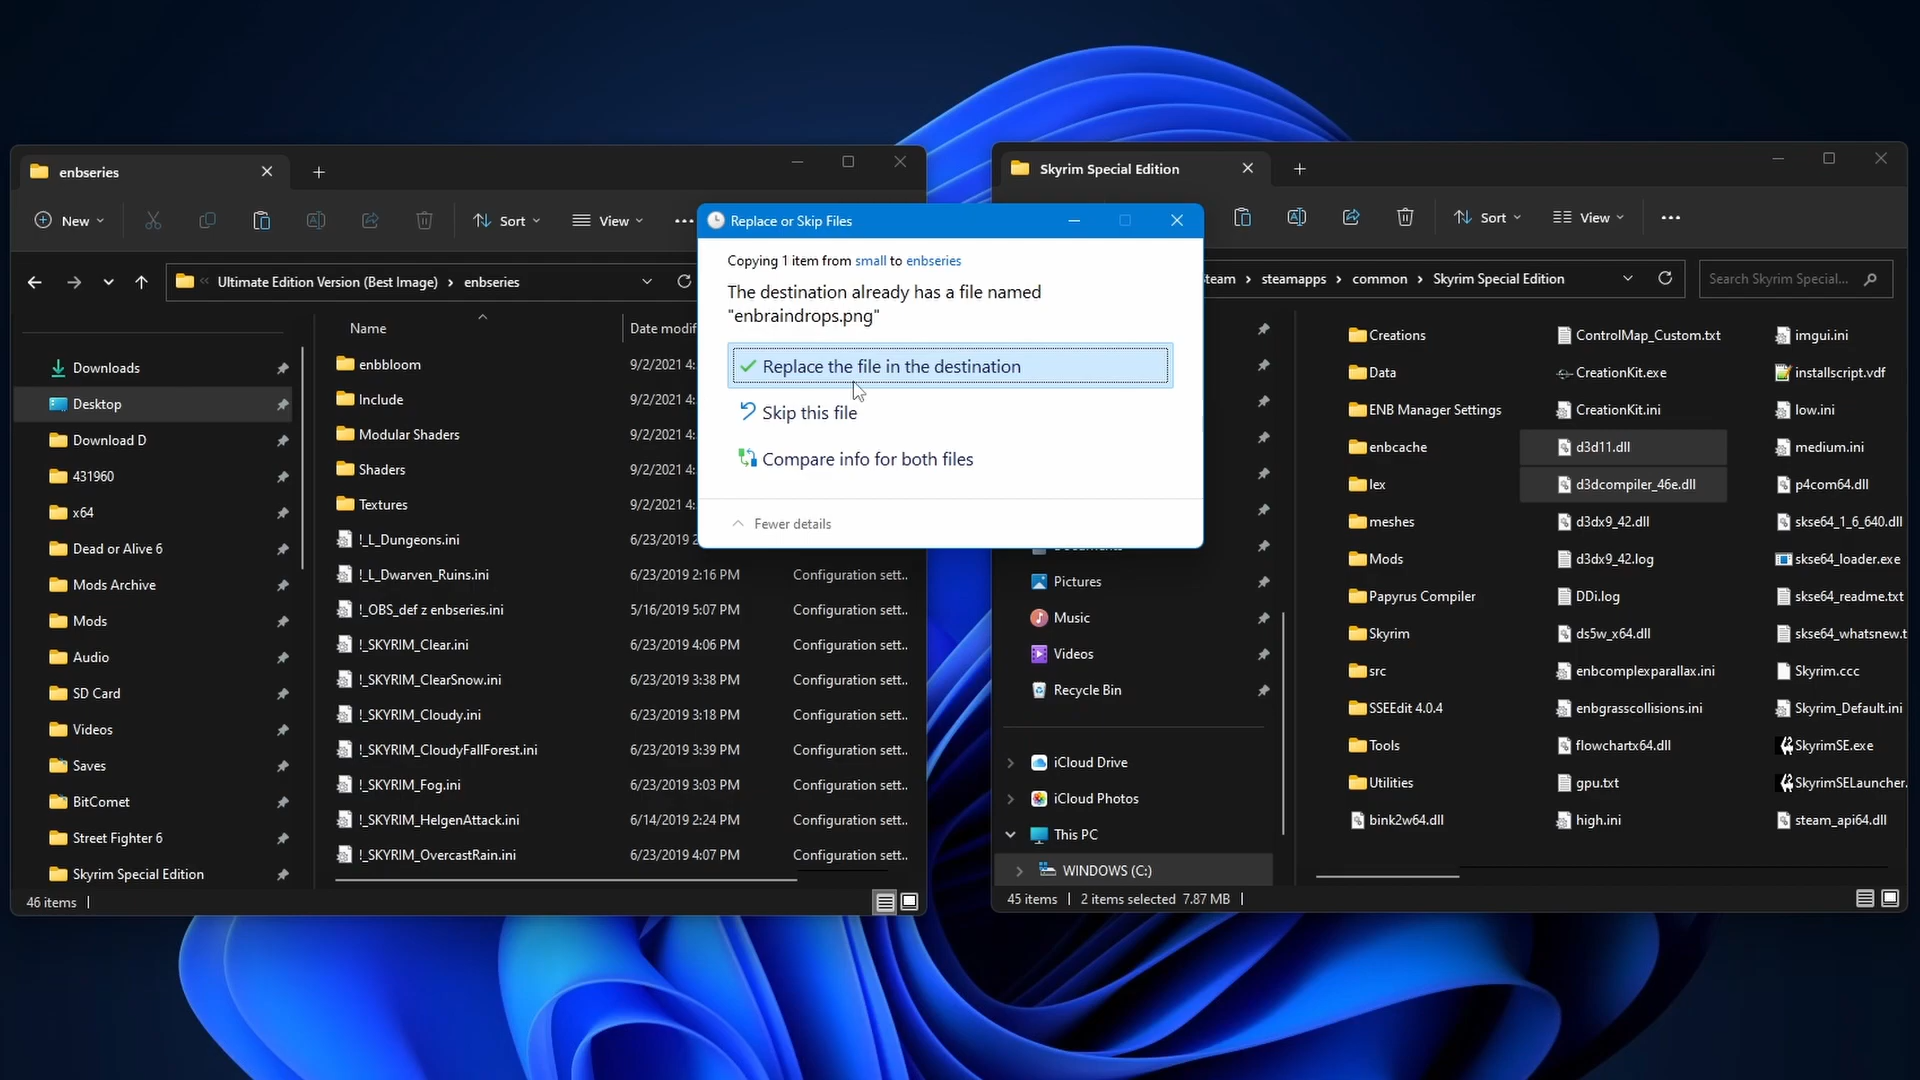 enbseries
New
Sort
View
Ultimate Edition Version (Best Image)
enbseries
Downloads
Desktop
Download D
431960
x64
Dead or Alive 6
Mods Archive
Mods
Audio
SD Card
Videos
Saves
BitComet
Street Fighter 6
Skyrim Special Edition
Name
Date modif
enbbloom 9/2/2021 4:
Include 9/2/2021 4:
Modular Shaders 9/2/2021 4:
Shaders 9/2/2021 4:
Textures 9/2/2021 4:
!_L_Dungeons.ini 6/23/2019 2
!_L_Dwarven_Ruins.ini 6/23/2019 2:16 PM Configuration sett..
!_OBS_def z enbseries.ini 5/16/2019 5:07 PM Configuration sett..
!_SKYRIM_Clear.ini 6/23/2019 4:06 PM Configuration sett..
!_SKYRIM_ClearSnow.ini 6/23/2019 3:38 PM Configuration sett..
!_SKYRIM_Cloudy.ini 6/23/2019 3:18 PM Configuration sett..
!_SKYRIM_CloudyFallForest.ini 6/23/2019 3:39 PM Configuration sett..
!_SKYRIM_Fog.ini 6/23/2019 3:03 PM Configuration sett..
!_SKYRIM_HelgenAttack.ini 6/14/2019 2:24 PM Configuration sett..
!_SKYRIM_OvercastRain.ini 6/23/2019 4:07 PM Configuration sett..
46 items
Replace or Skip Files
Copying 1 item from small to enbseries
The destination already has a file named
"enbraindrops.png"
Replace the file in the destination
Skip this file
Compare info for both files
Fewer details
Skyrim Special Edition
Sort
View
steamapps
common
Skyrim Special Edition
Search Skyrim Special...
Pictures
Music
Videos
Recycle Bin
iCloud Drive
iCloud Photos
This PC
WINDOWS (C:)
Creations
Data
ENB Manager Settings
enbcache
lex
meshes
Mods
Papyrus Compiler
Skyrim
src
SSEEdit 4.0.4
Tools
Utilities
bink2w64.dll
ControlMap_Custom.txt
CreationKit.exe
CreationKit.ini
d3d11.dll
d3dcompiler_46e.dll
d3dx9_42.dll
d3dx9_42.log
DDi.log
ds5w_x64.dll
enbcomplexparallax.ini
enbgrasscollisions.ini
flowchartx64.dll
gpu.txt
high.ini
imgui.ini
installscript.vdf
low.ini
medium.ini
p4com64.dll
skse64_1_6_640.dll
skse64_loader.exe
skse64_readme.txt
skse64_whatsnew.t
Skyrim.ccc
Skyrim_Default.ini
SkyrimSE.exe
SkyrimSELauncher.
steam_api64.dll
45 items
2 items selected 7.87 MB